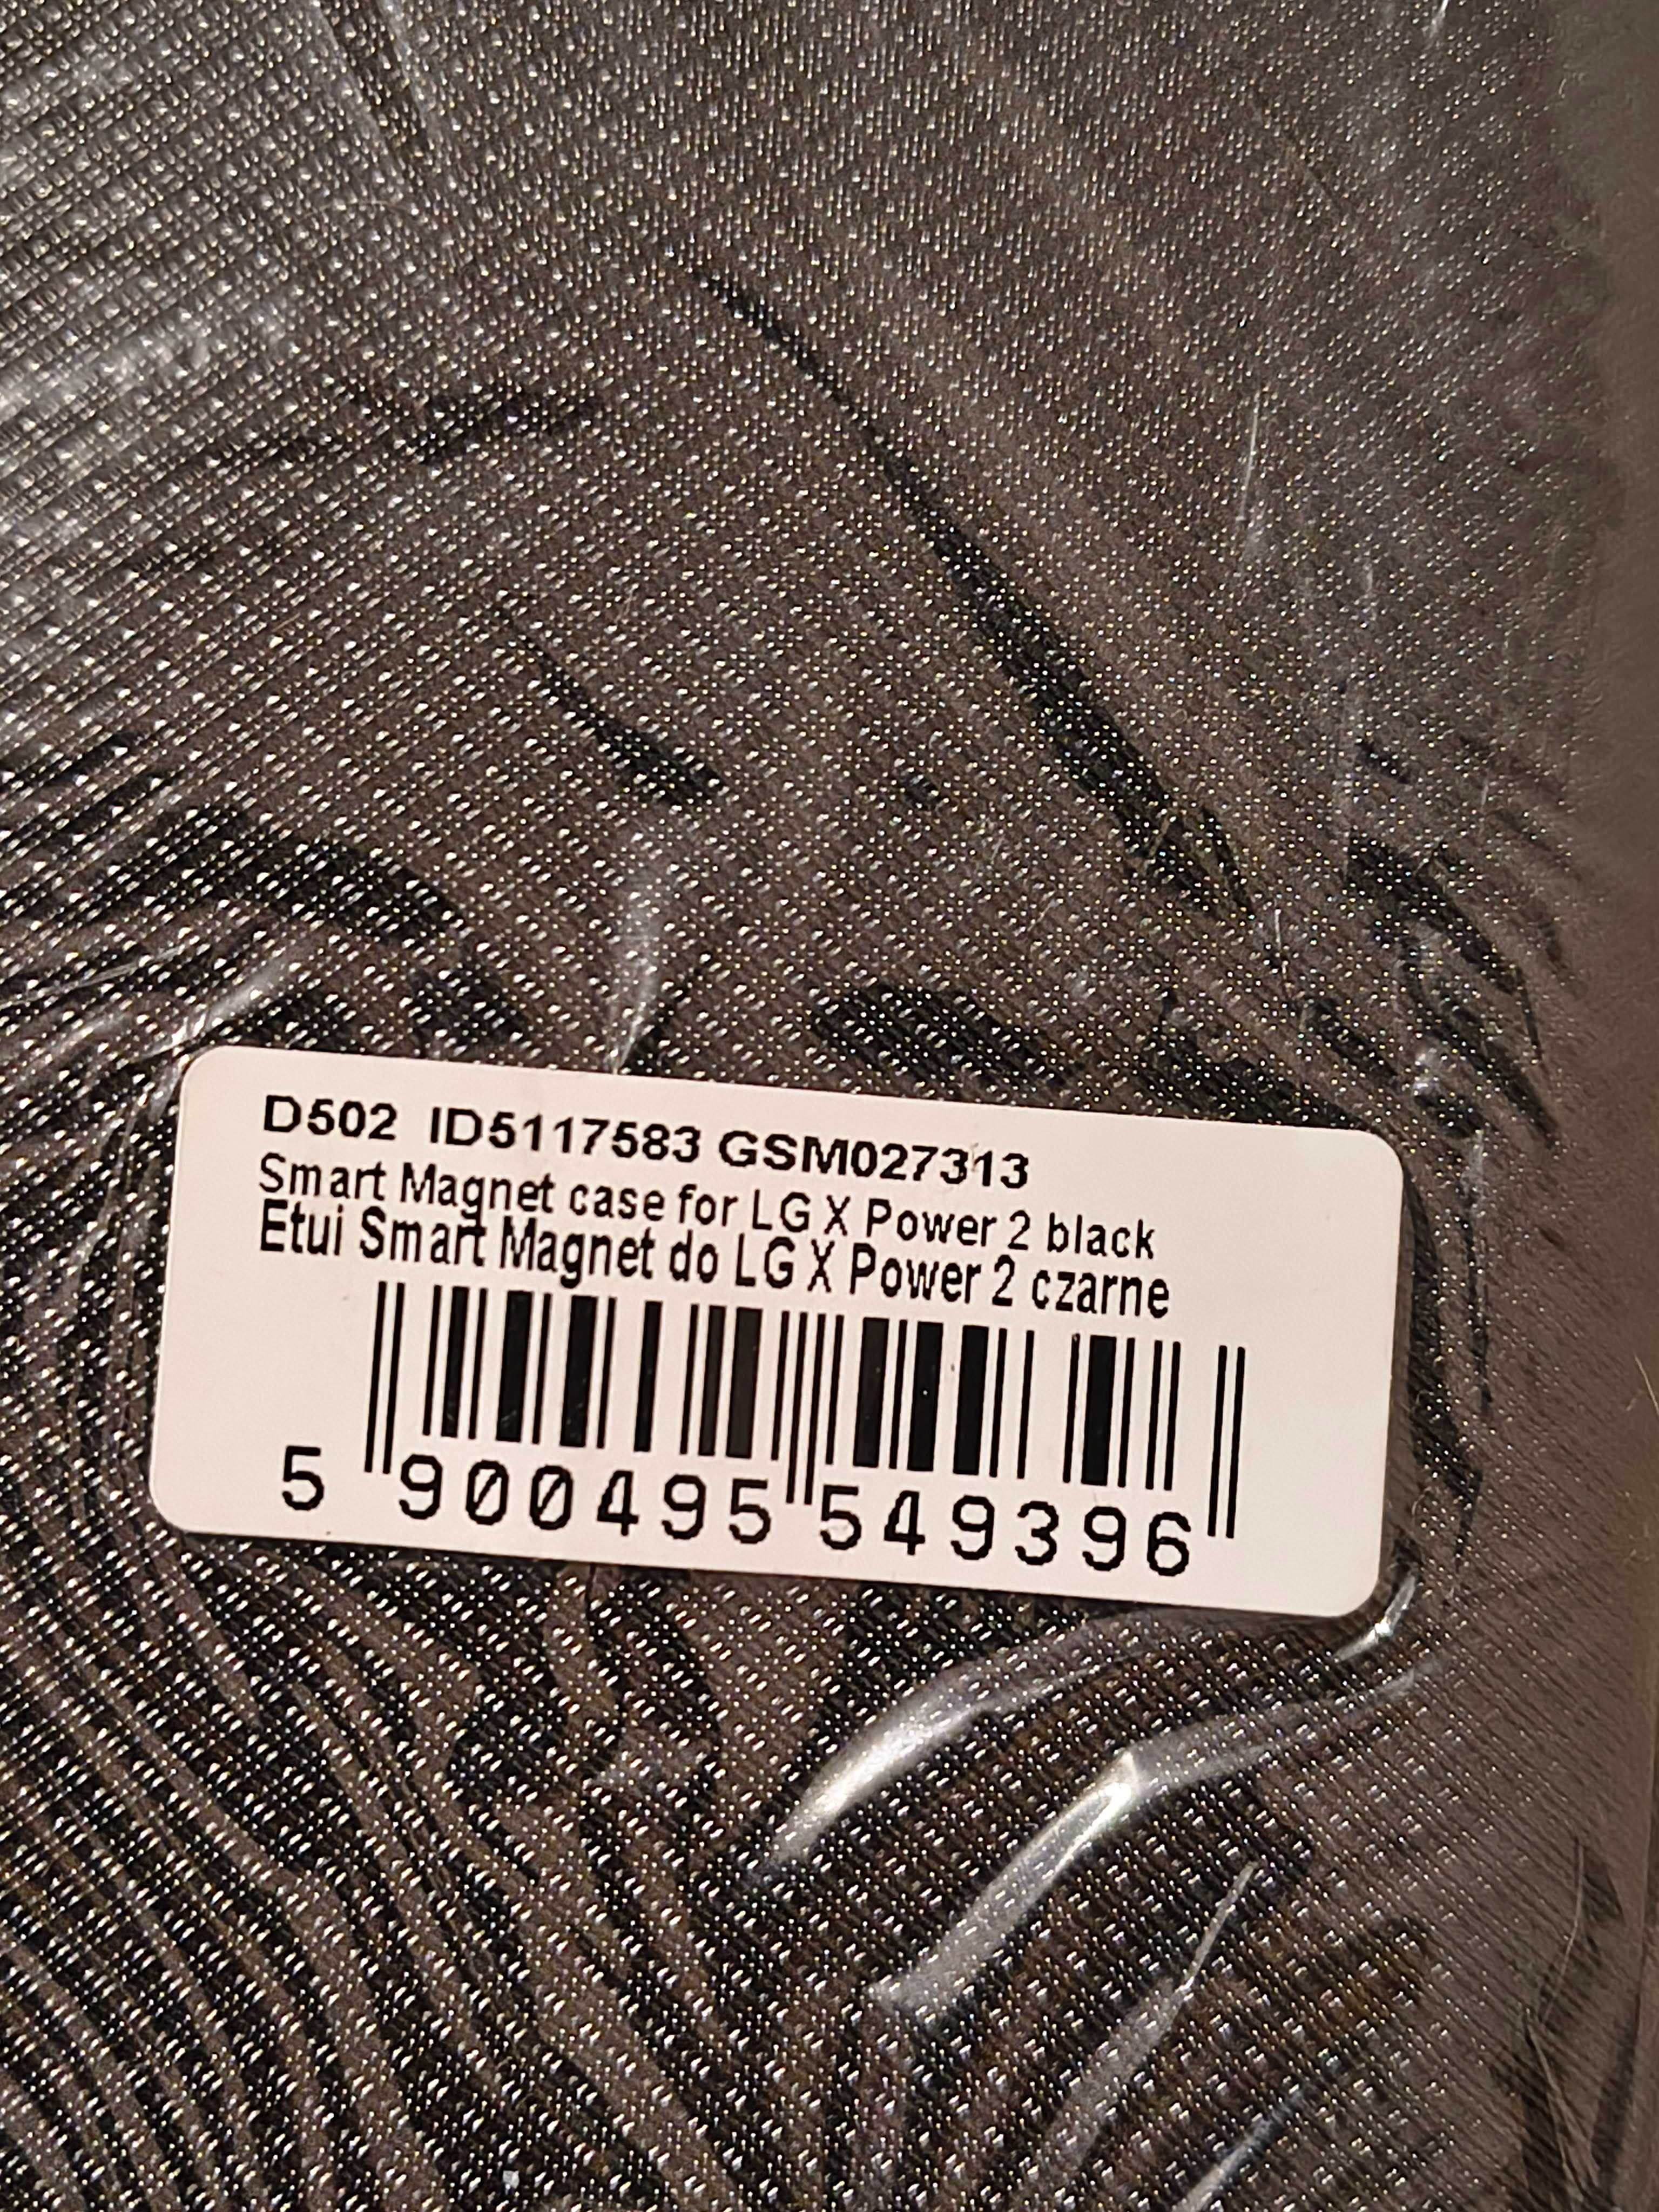 D502 ID5117583 GSM027313
Smart Magnet case for LG X Power 2 black
Etui Smart Magnet do LG X Power 2 czarne
5 900495 549396